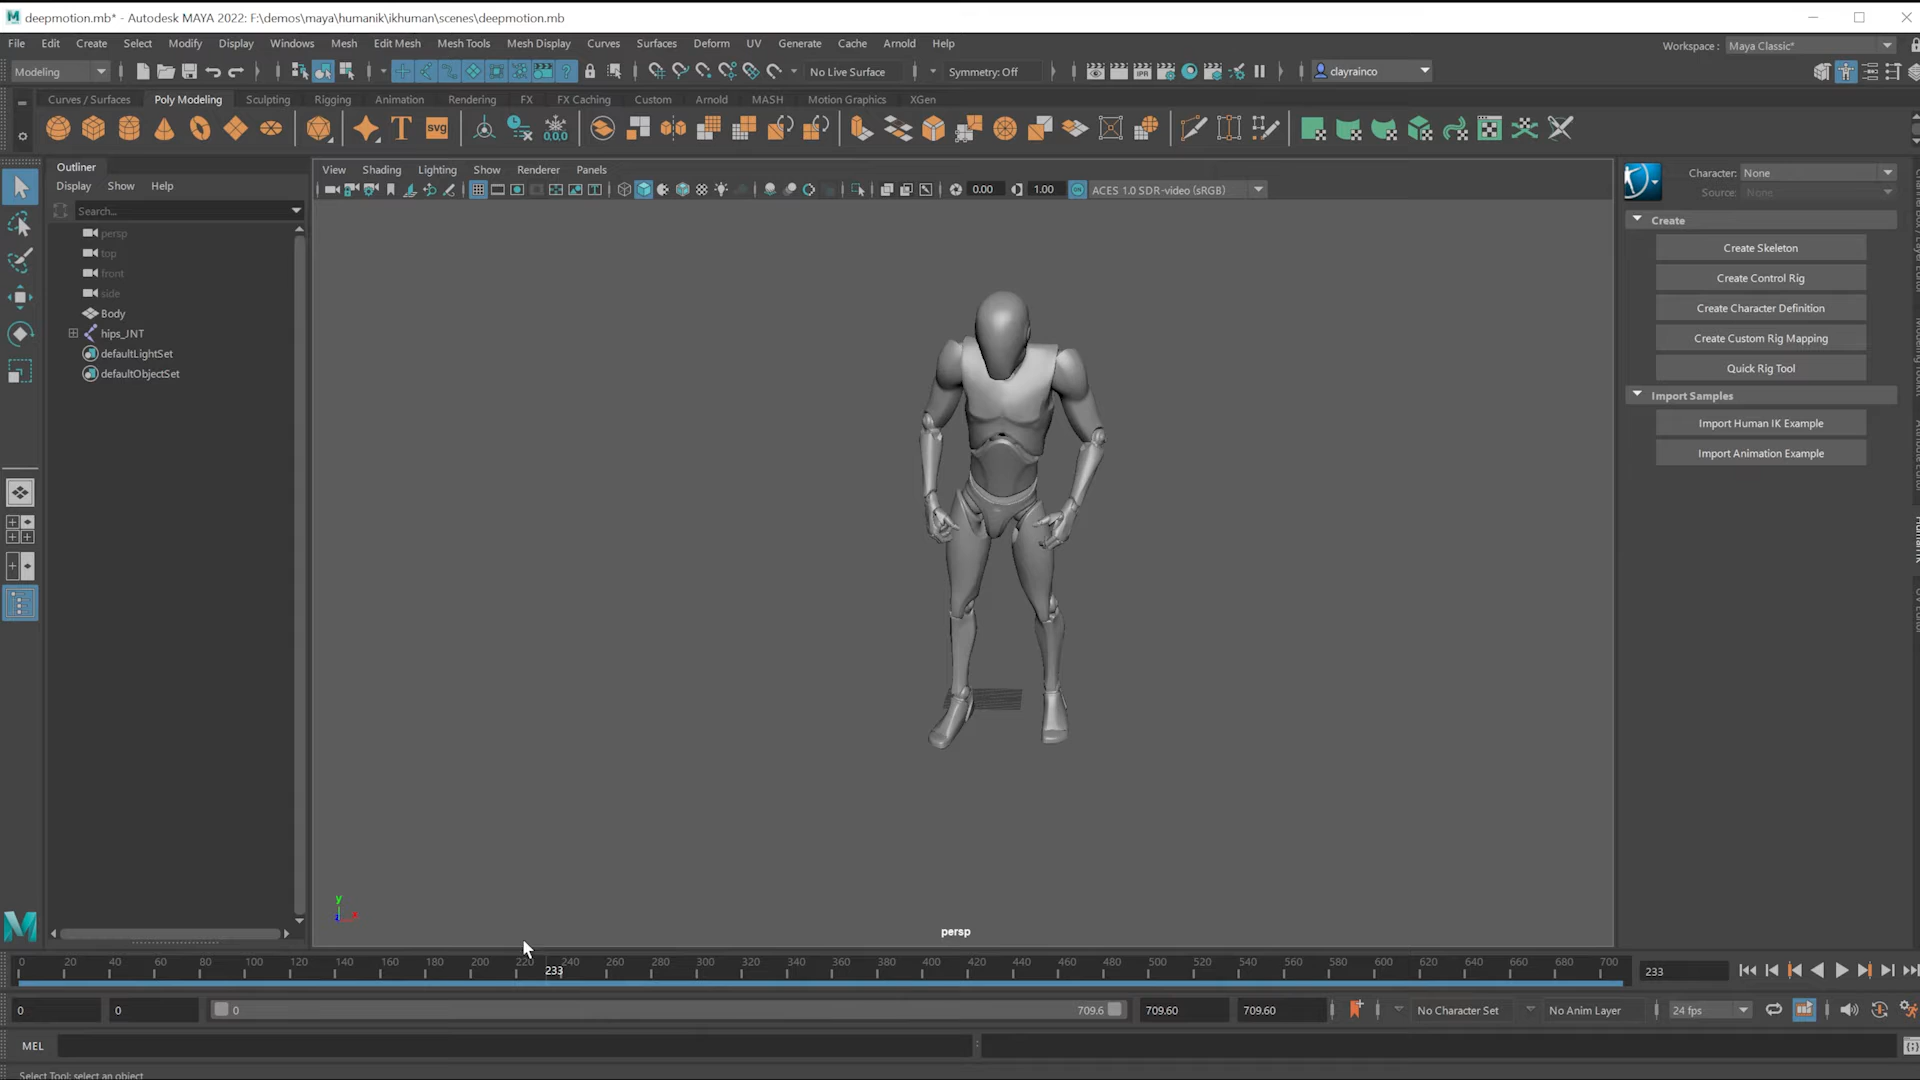 deepmotion.mb* - Autodesk MAYA 2022: F:\demos\maya\humanik\ikhuman\scenes\deepmotion.mb
File Edit Create Select Modify Display Windows Mesh Edit Mesh Mesh Tools Mesh Display Curves Surfaces Deform UV Generate Cache Arnold Help
Workspace : Maya Classic*
Modeling
No Live Surface
Symmetry: Off
IPR
clayrainco
Curves / Surfaces Poly Modeling Sculpting Rigging Animation Rendering FX FX Caching Custom Arnold MASH Motion Graphics XGen
T svg 0,0,0
Outliner
Display Show Help
Search...
persp
top
front
side
Body
hips_JNT
defaultLightSet
defaultObjectSet
View Shading Lighting Show Renderer Panels
0.00 1.00 ACES 1.0 SDR-video (sRGB)
y
persp
Character: None
Source: None
Create
Create Skeleton
Create Control Rig
Create Character Definition
Create Custom Rig Mapping
Quick Rig Tool
Import Samples
Import Human IK Example
Import Animation Example
0 20 40 60 80 100 120 140 160 180 200 220 240 260 280 300 320 340 360 380 400 420 440 460 480 500 520 540 560 580 600 620 640 660 680 700
233
233
0 0 0 709.6 709.60 709.60 No Character Set No Anim Layer 24 fps
MEL
Select Tool: select an object